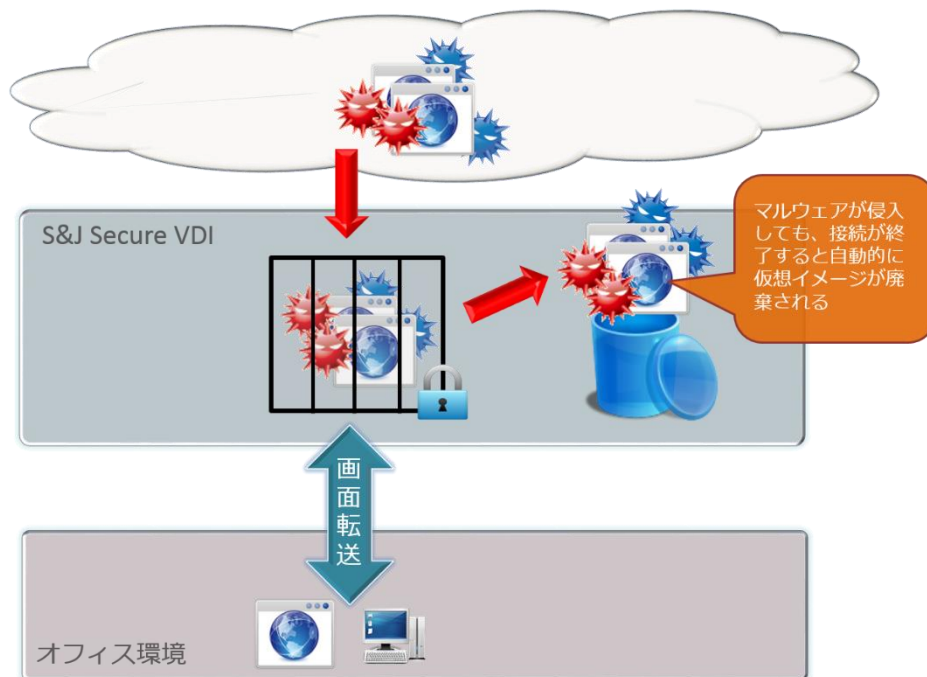 S&J Secure VDI
マルウェアが侵入
しても、接続が終
了すると自動的に
仮想イメージが廃
棄される
画面転送
オフィス環境